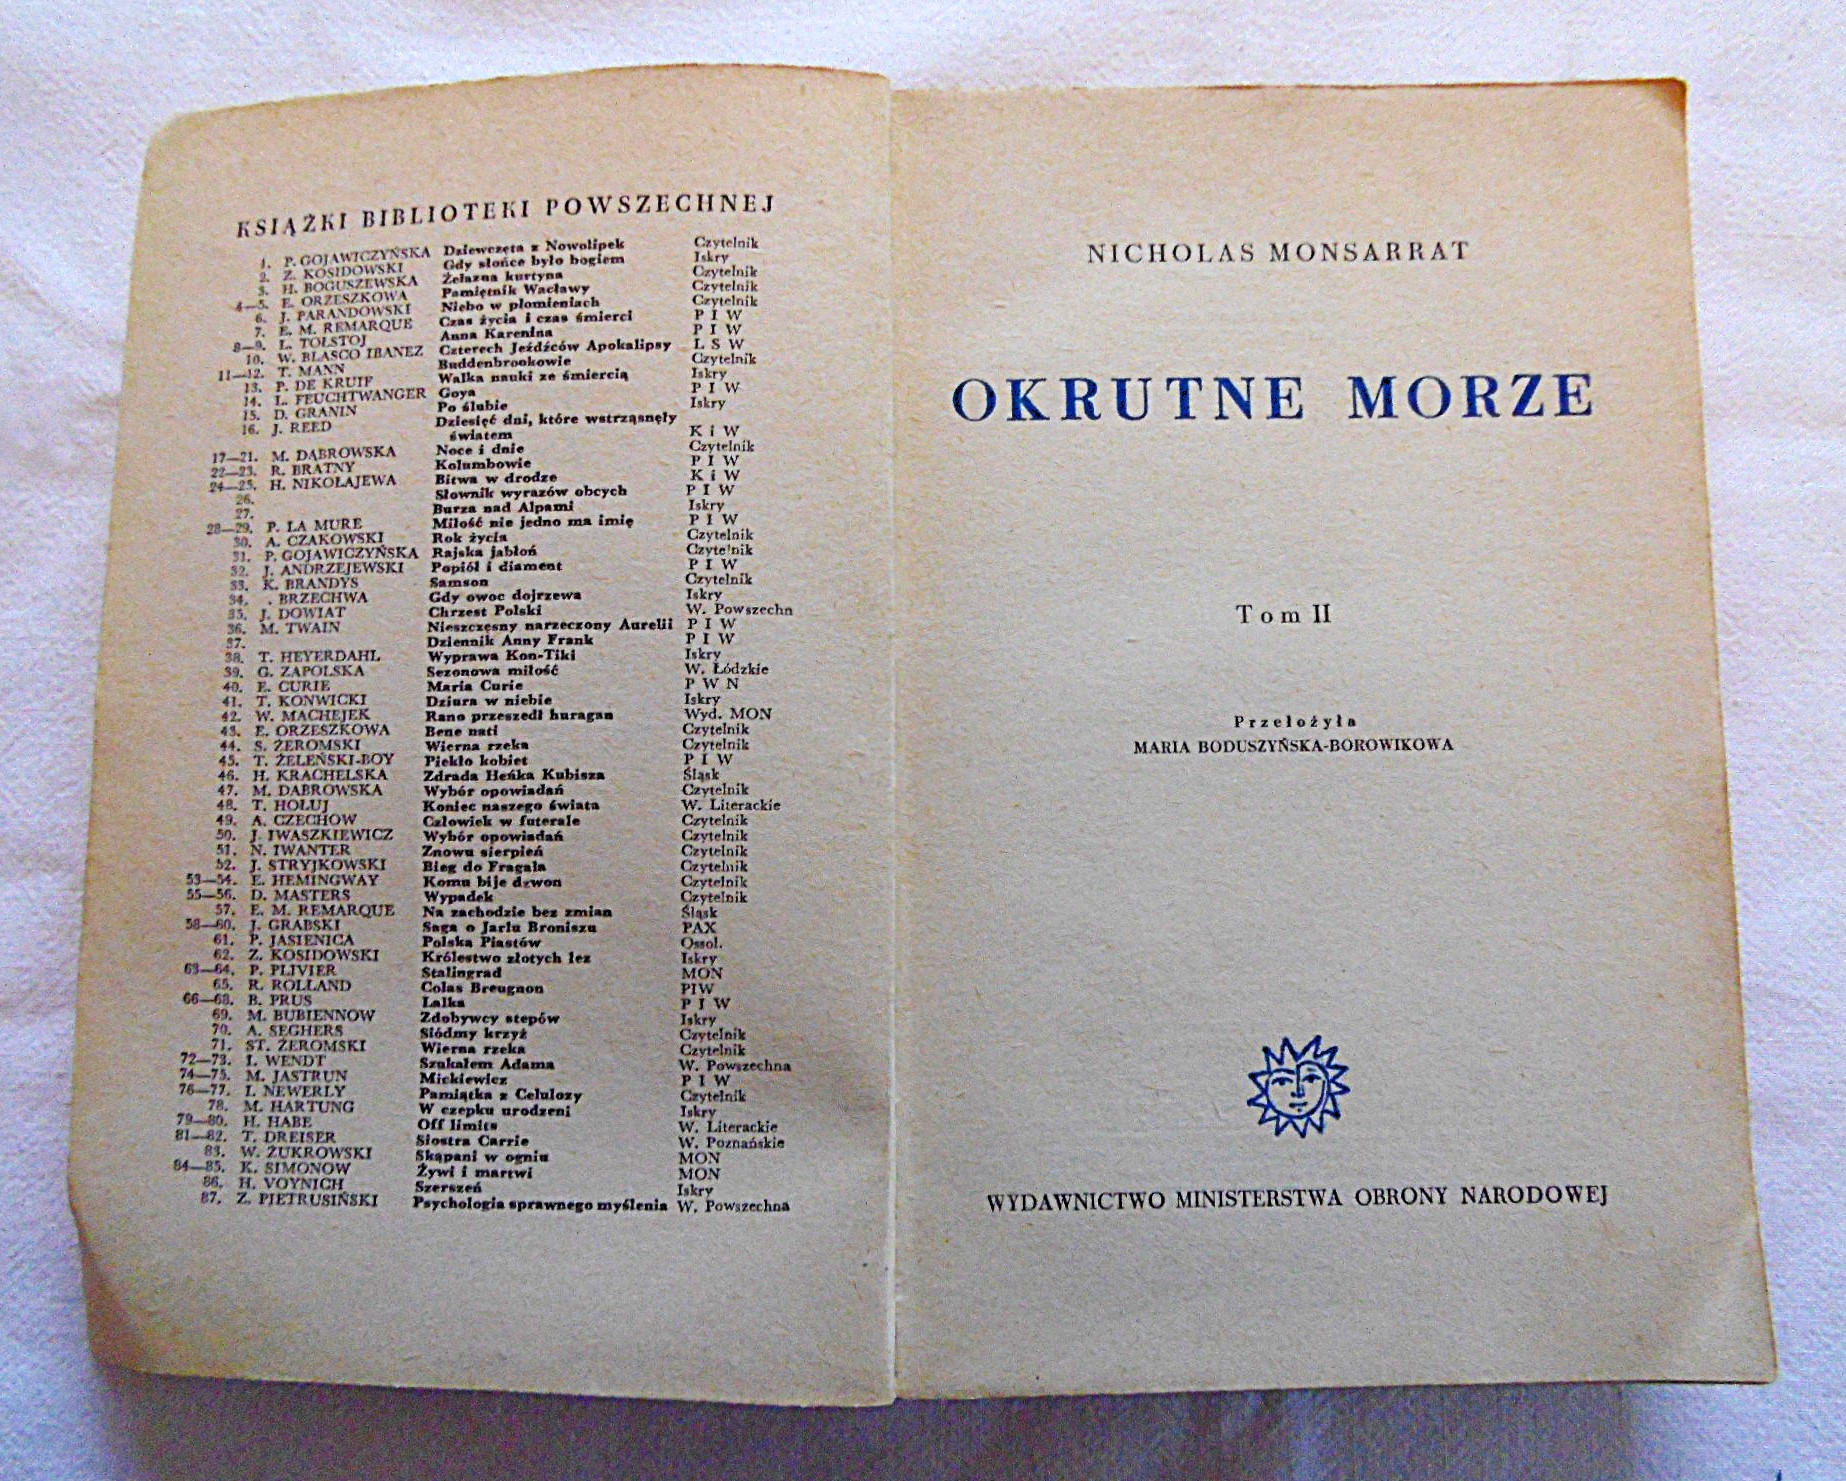 KSIĄŻKI BIBLIOTEKI POWSZECHNEJ
1. P. GOJAWICZYŃSKA Dziewczęta z Nowolipek Czytelnik
2. Z. KOSIDOWSKI Gdy słońce było bogiem Iskry
3. H. BOGUSZEWSKA Żelazna kurtyna Czytelnik
4—5. E. ORZESZKOWA Pamiętnik Wacławy Czytelnik
6. J. PARANDOWSKI Niebo w płomieniach Czytelnik
7. E. M. REMARQUE Czas życia i czas śmierci P I W
8—9. L. TOŁSTOJ Anna Karenina P I W
10. W. BLASCO IBANEZ Czterech Jeźdźców Apokalipsy L S W
11—12. T. MANN Buddenbrookowie Czytelnik
13. P. DE KRUIF Walka nauki ze śmiercią Iskry
14. L. FEUCHTWANGER Goya P I W
15. D. GRANIN Po ślubie Iskry
16. J. REED Dziesięć dni, które wstrząsnęły
światem K i W
17—21. M. DĄBROWSKA Noce i dnie Czytelnik
22—23. R. BRATNY Kolumbowie P I W
24—25. H. NIKOŁAJEWA Bitwa w drodze K i W
26. Słownik wyrazów obcych P I W
27. Burza nad Alpami Iskry
28—29. P. LA MURE Miłość nie jedno ma imię P I W
30. A. CZAKOWSKI Rok życia Czytelnik
31. P. GOJAWICZYŃSKA Rajska jabłoń Czytelnik
32. J. ANDRZEJEWSKI Popiół i diament P I W
33. K. BRANDYS Samson Czytelnik
34. . BRZECHWA Gdy owoc dojrzewa Iskry
35. J. DOWIAT Chrzest Polski W. Powszechn
36. M. TWAIN Nieszczęsny narzeczony Aurelii P I W
37. Dziennik Anny Frank P I W
38. T. HEYERDAHL Wyprawa Kon-Tiki Iskry
39. G. ZAPOLSKA Sezonowa miłość W. Łódzkie
40. E. CURIE Maria Curie P W N
41. T. KONWICKI Dziura w niebie Iskry
42. W. MACHEJEK Rano przeszedł huragan Wyd. MON
43. E. ORZESZKOWA Bene nati Czytelnik
44. S. ŻEROMSKI Wierna rzeka Czytelnik
45. T. ŻELEŃSKI-BOY Piekło kobiet P I W
46. H. KRACHELSKA Zdrada Heńka Kubisza Śląsk
47. M. DĄBROWSKA Wybór opowiadań Czytelnik
48. T. HOŁUJ Koniec naszego świata W. Literackie
49. A. CZECHOW Człowiek w futerale Czytelnik
50. J. IWASZKIEWICZ Wybór opowiadań Czytelnik
51. N. IWANTER Znowu sierpień Czytelnik
52. J. STRYJKOWSKI Bieg do Fragala Czytelnik
53—54. E. HEMINGWAY Komu bije dzwon Czytelnik
55—56. D. MASTERS Wypadek Czytelnik
57. E. M. REMARQUE Na zachodzie bez zmian Śląsk
58—60. J. GRABSKI Saga o Jarlu Broniszu PAX
61. P. JASIENICA Polska Piastów Ossol.
62. Z. KOSIDOWSKI Królestwo złotych łez Iskry
63—64. P. PLIVIER Stalingrad MON
65. R. ROLLAND Colas Breugnon PIW
66—68. B. PRUS Lalka P I W
69. M. BUBIENNOW Zdobywcy stepów Iskry
70. A. SEGHERS Siódmy krzyż Czytelnik
71. ST. ŻEROMSKI Wierna rzeka Czytelnik
72—73. I. WENDT Szukałem Adama W. Powszechna
74—75. M. JASTRUN Mickiewicz P I W
76—77. I. NEWERLY Pamiątka z Celulozy Czytelnik
78. M. HARTUNG W czepku urodzeni Iskry
79—80. H. HABE Off limits W. Literackie
81—82. T. DREISER Siostra Carrie W. Poznańskie
83. W. ŻUKROWSKI Skąpani w ogniu MON
84—85. K. SIMONOW Żywi i martwi MON
86. H. VOYNICH Szerszeń Iskry
87. Z. PIETRUSIŃSKI Psychologia sprawnego myślenia W. Powszechna
NICHOLAS MONSARRAT
OKRUTNE MORZE
Tom II
Przełożyła
MARIA BODUSZYŃSKA-BOROWIKOWA
WYDAWNICTWO MINISTERSTWA OBRONY NARODOWEJ